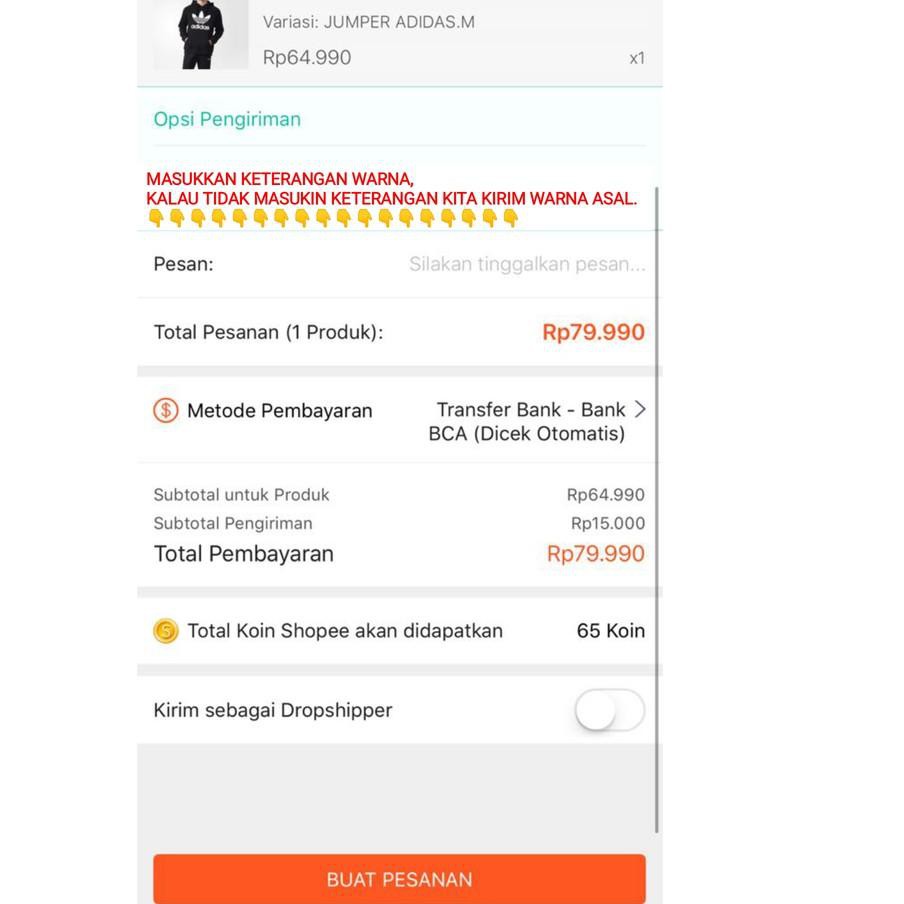 adidas
Variasi: JUMPER ADIDAS.M
Rp64.990 x1
Opsi Pengiriman
MASUKKAN KETERANGAN WARNA,
KALAU TIDAK MASUKIN KETERANGAN KITA KIRIM WARNA ASAL.
👇👇👇👇👇👇👇👇👇👇👇👇👇👇👇👇👇👇
Pesan: Silakan tinggalkan pesan...
Total Pesanan (1 Produk): Rp79.990
Metode Pembayaran Transfer Bank - Bank
BCA (Dicek Otomatis)
Subtotal untuk Produk Rp64.990
Subtotal Pengiriman Rp15.000
Total Pembayaran Rp79.990
Total Koin Shopee akan didapatkan 65 Koin
Kirim sebagai Dropshipper
BUAT PESANAN